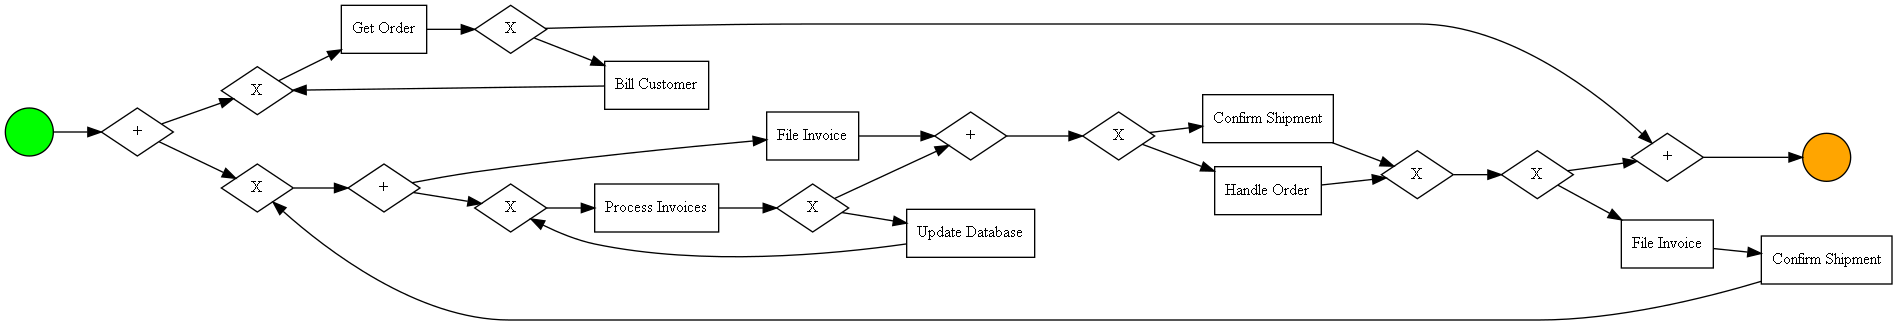 Get Order
X
X
Bill Customer
+
File Invoice
+
X
Confirm Shipment
Handle Order
+
X
+
X
Process Invoices
X
Update Database
X
X
File Invoice
Confirm Shipment